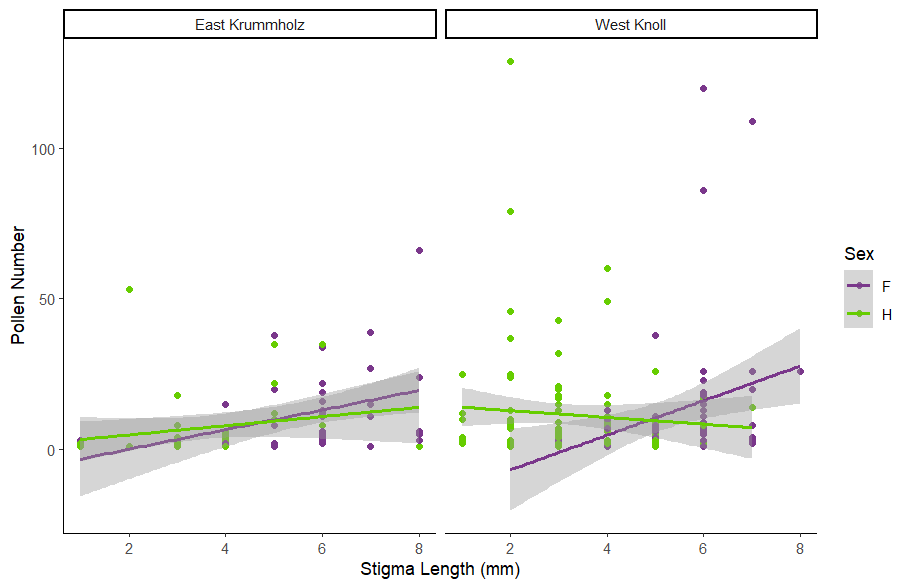 East Krummholz West Knoll
100
50
0
Pollen Number
2 4 6 8 2 4 6 8
Stigma Length (mm)
Sex
F
H